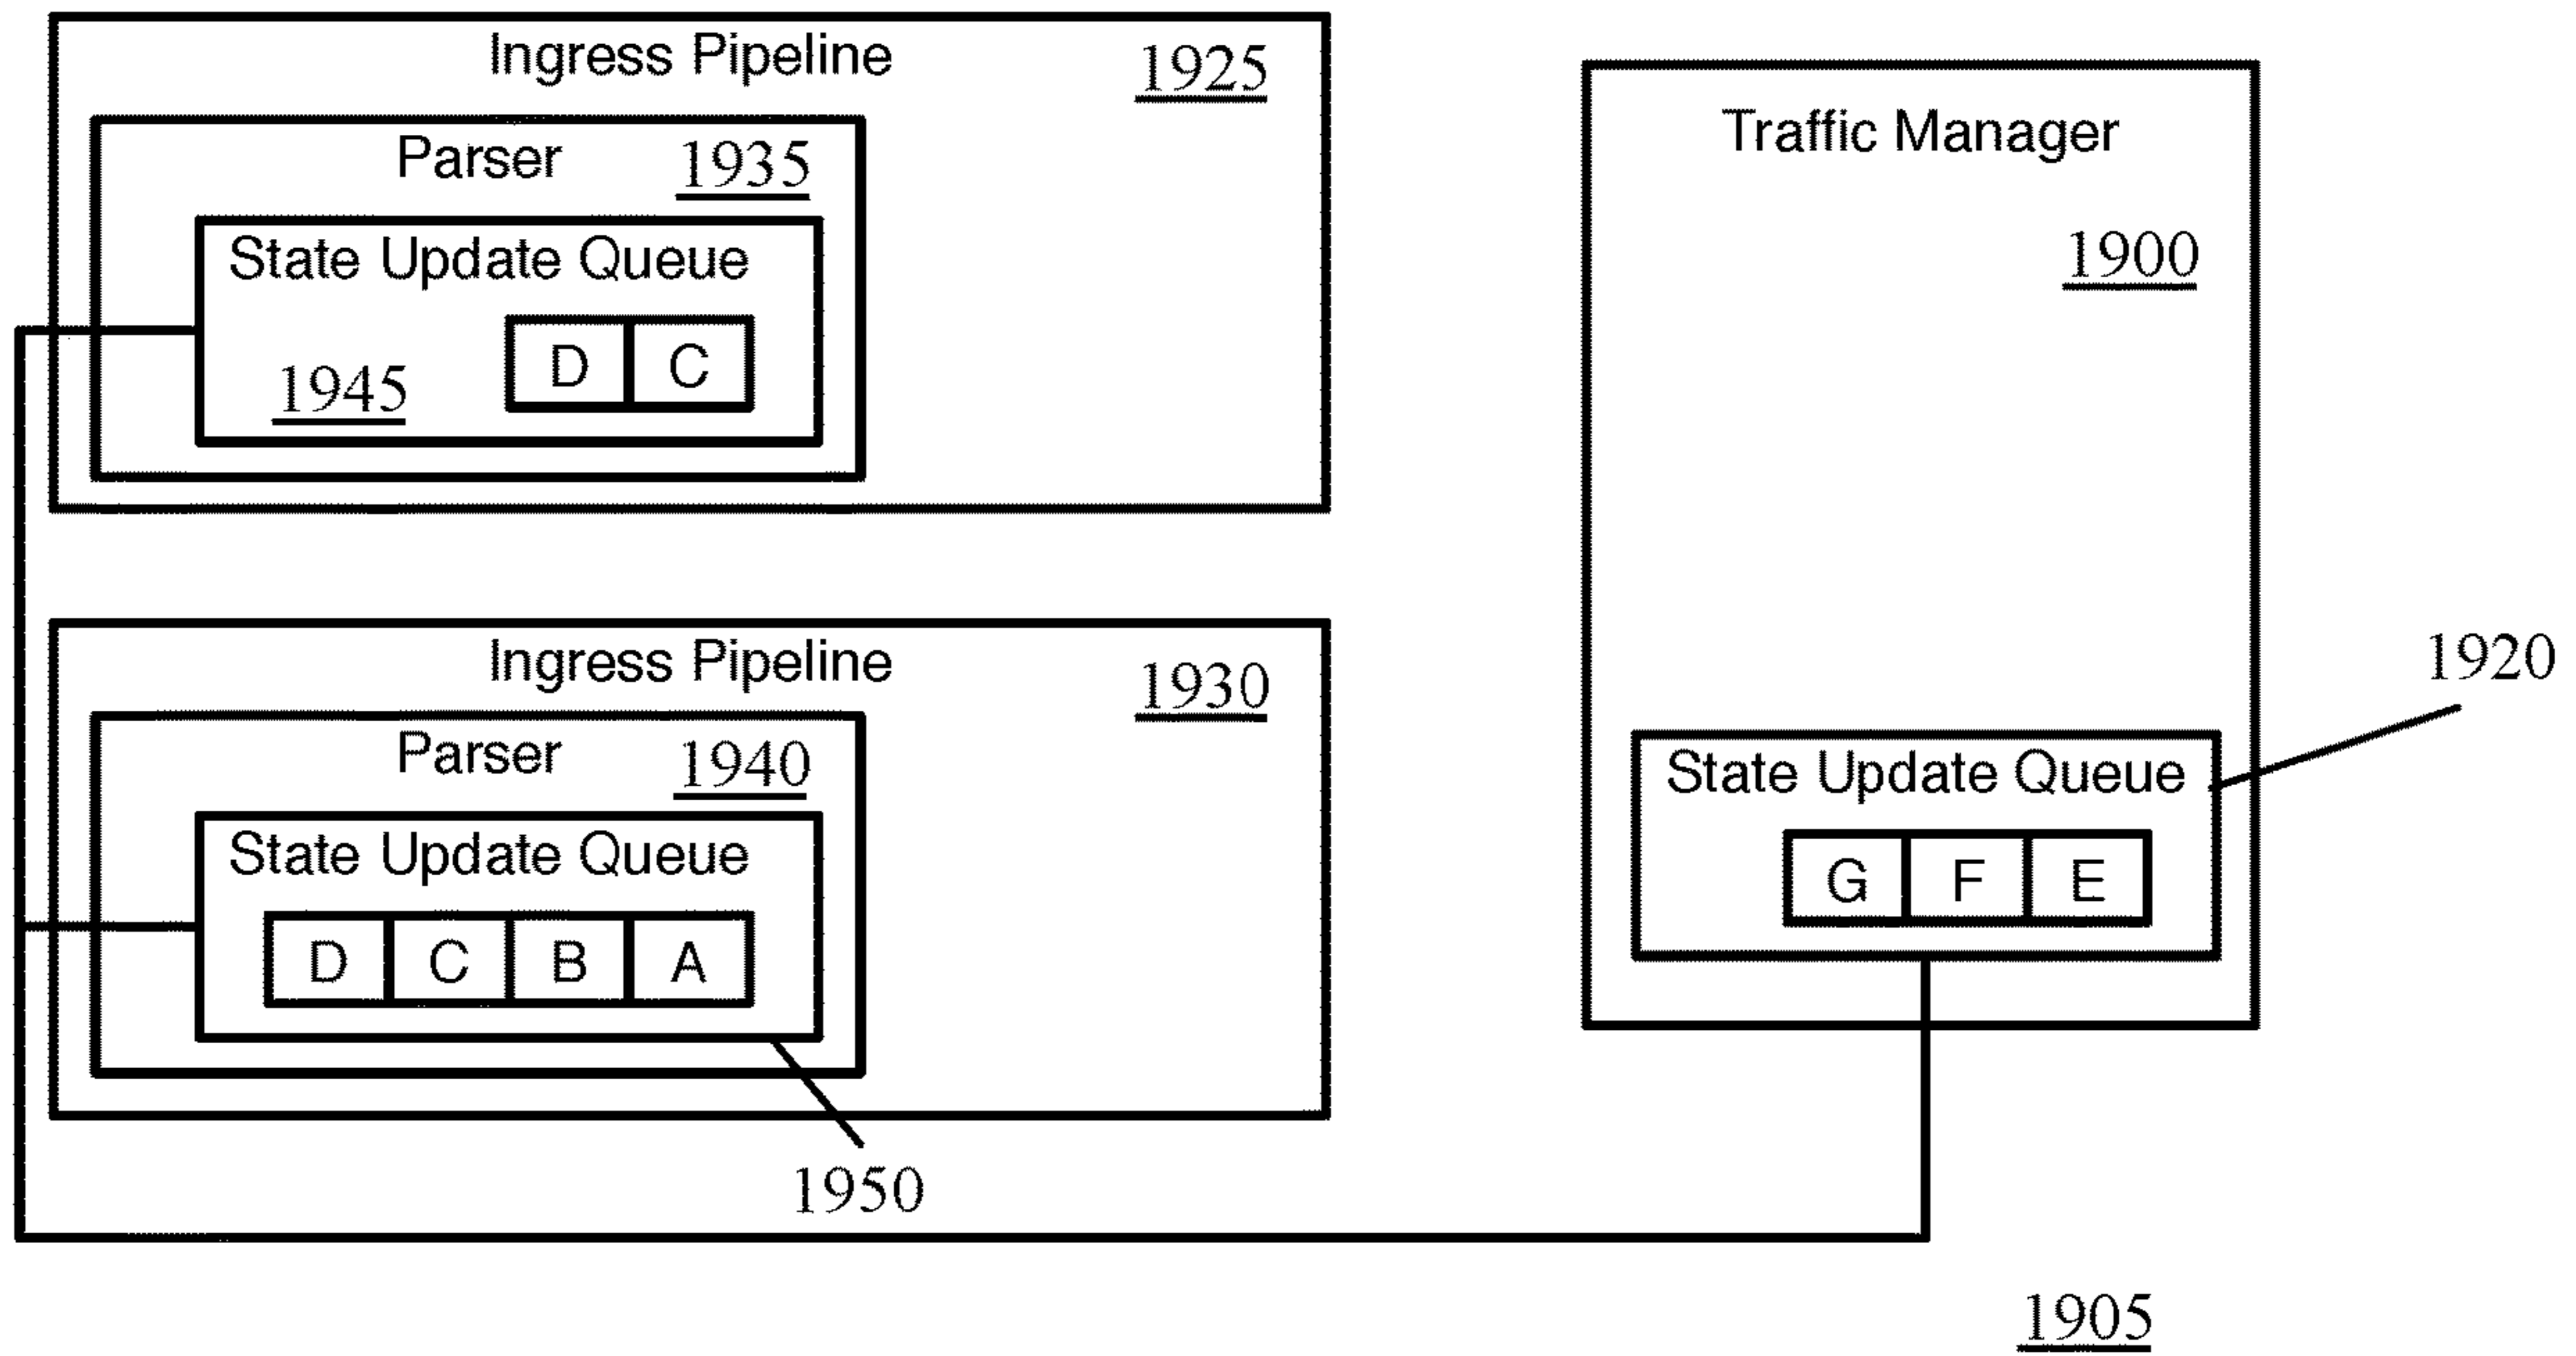 Ingress Pipeline
1925
Parser
1935
State Update Queue
D C
1945
Ingress Pipeline
1930
Parser
1940
State Update Queue
D C B A
1950
Traffic Manager
1900
1920
State Update Queue
G F E
1905